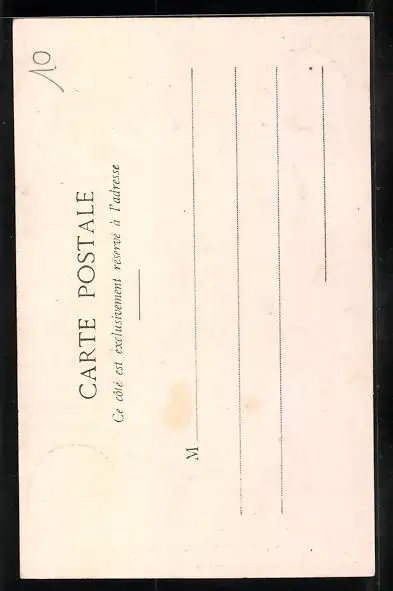 10
CARTE POSTALE
Ce côté est exclusivement réservé à l'adresse
M